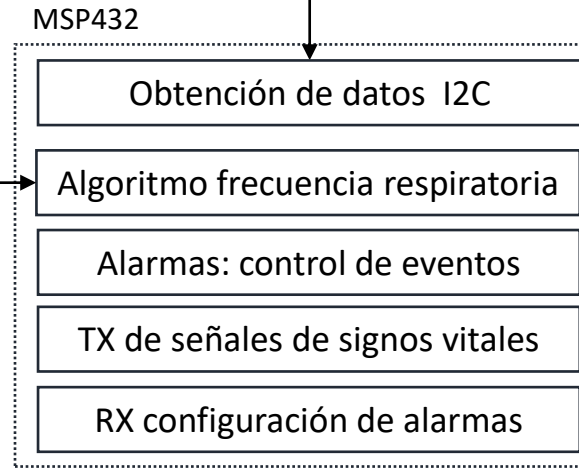 MSP432
Obtención de datos I2C
Algoritmo frecuencia respiratoria
Alarmas: control de eventos
TX de señales de signos vitales
RX configuración de alarmas